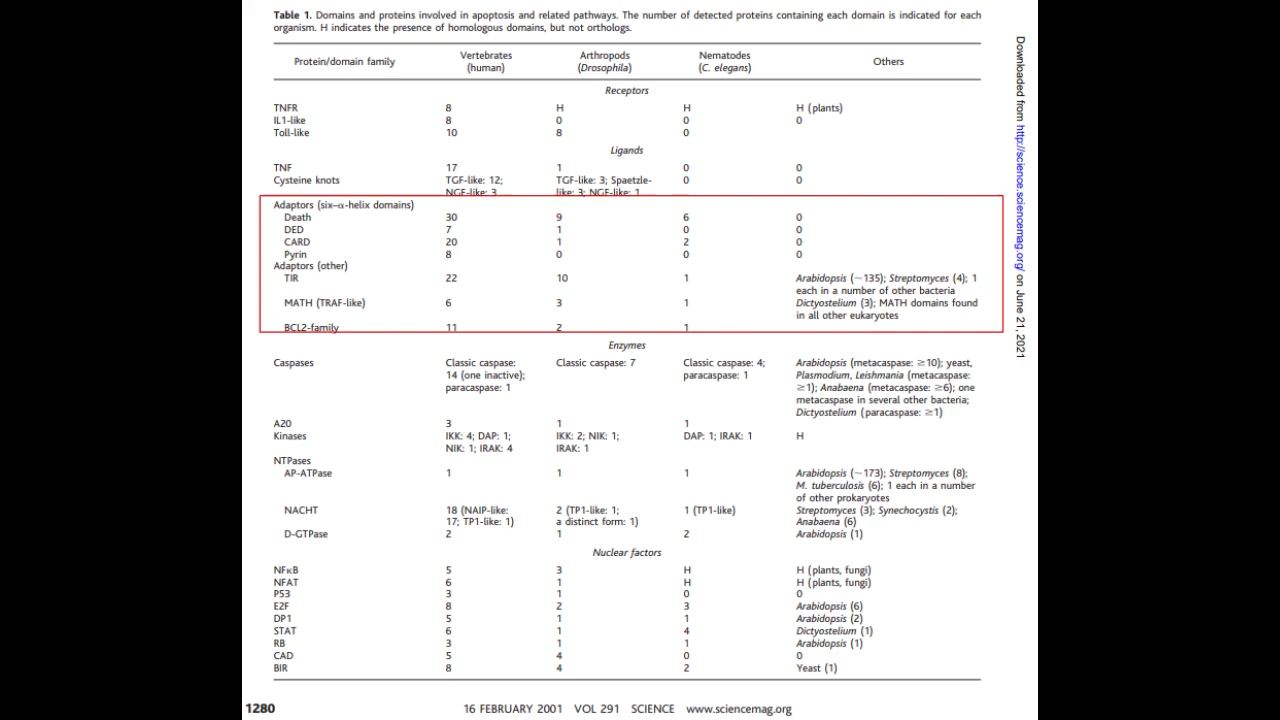 Table 1. Domains and proteins involved in apoptosis and related pathways. The number of detected proteins containing each domain is indicated for each
organism. H indicates the presence of homologous domains, but not orthologs.
Protein/domain family Vertebrates (human) Arthropods (Drosophila) Nematodes (C. elegans) Others
Receptors
TNFR 8 H H H (plants)
IL1-like 8 0 0 0
Toll-like 10 8 0
Ligands
TNF 17 1 0 0
Cysteine knots TGF-like: 12; TGF-like: 3; Spaetzle- 0 0
NGF-like: 3 like: 3; NGF-like: 1
Adaptors (six–α-helix domains)
Death 30 9 6 0
DED 7 1 0 0
CARD 20 1 2 0
Pyrin 8 0 0 0
Adaptors (other)
TIR 22 10 1 Arabidopsis (~135); Streptomyces (4); 1
each in a number of other bacteria
MATH (TRAF-like) 6 3 1 Dictyostelium (3); MATH domains found
in all other eukaryotes
BCL2-family 11 2 1
Enzymes
Caspases Classic caspase: Classic caspase: 7 Classic caspase: 4; Arabidopsis (metacaspase: ≥10); yeast,
14 (one inactive); paracaspase: 1 Plasmodium, Leishmania (metacaspase:
paracaspase: 1 ≥1); Anabaena (metacaspase: ≥6); one
metacaspase in several other bacteria;
Dictyostelium (paracaspase: ≥1)
A20 3 1 1
Kinases IKK: 4; DAP: 1; IKK: 2; NIK: 1; DAP: 1; IRAK: 1 H
NIK: 1; IRAK: 4 IRAK: 1
NTPases
AP-ATPase 1 1 1 Arabidopsis (~173); Streptomyces (8);
M. tuberculosis (6); 1 each in a number
of other prokaryotes
NACHT 18 (NAIP-like: 2 (TP1-like: 1; 1 (TP1-like) Streptomyces (3); Synechocystis (2);
17; TP1-like: 1) a distinct form: 1) Anabaena (6)
D-GTPase 2 1 2 Arabidopsis (1)
Nuclear factors
NFκB 5 3 H H (plants, fungi)
NFAT 6 1 H H (plants, fungi)
P53 3 1 0 0
E2F 8 2 3 Arabidopsis (6)
DP1 5 1 1 Arabidopsis (2)
STAT 6 1 4 Dictyostelium (1)
RB 3 1 1 Arabidopsis (1)
CAD 5 4 0 0
BIR 8 4 2 Yeast (1)
1280 16 FEBRUARY 2001 VOL 291 SCIENCE www.sciencemag.org
Downloaded from http://science.sciencemag.org/ on June 21, 2021